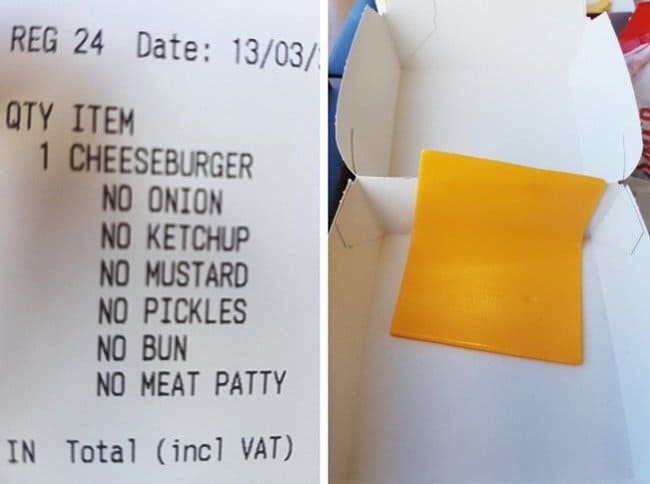 REG 24 Date: 13/03/
QTY ITEM
1 CHEESEBURGER
NO ONION
NO KETCHUP
NO MUSTARD
NO PICKLES
NO BUN
NO MEAT PATTY
IN Total (incl VAT)